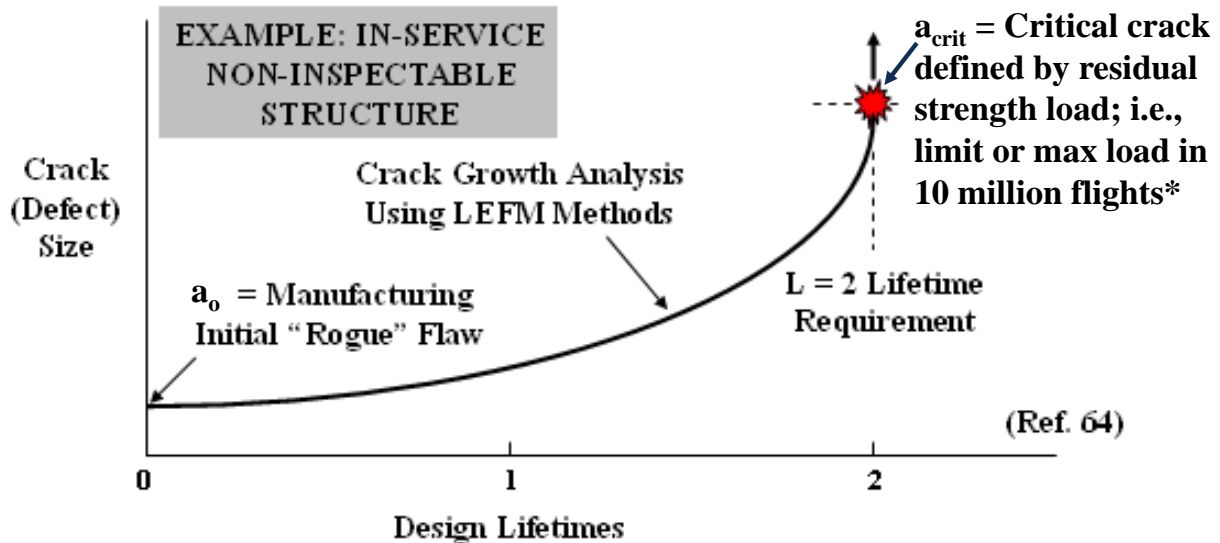 EXAMPLE: IN-SERVICE
NON-INSPECTABLE
STRUCTURE
a_crit = Critical crack
defined by residual
strength load; i.e.,
limit or max load in
10 million flights*
Crack
(Defect)
Size
Crack Growth Analysis
Using LEFM Methods
a_o = Manufacturing
Initial “Rogue” Flaw
L = 2 Lifetime
Requirement
(Ref. 64)
0
1
2
Design Lifetimes